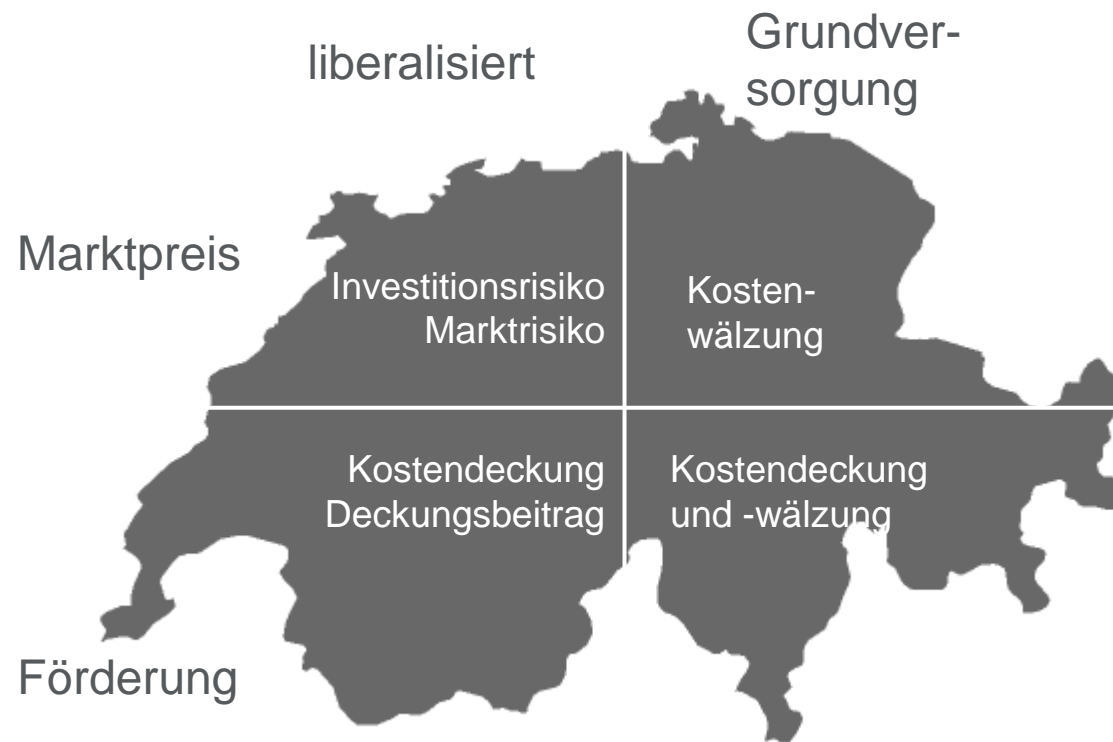 liberalisiert
Grundver-
sorgung
Marktpreis
Investitionsrisiko
Marktrisiko
Kosten-
wälzung
Kostendeckung
Deckungsbeitrag
Kostendeckung
und -wälzung
Förderung